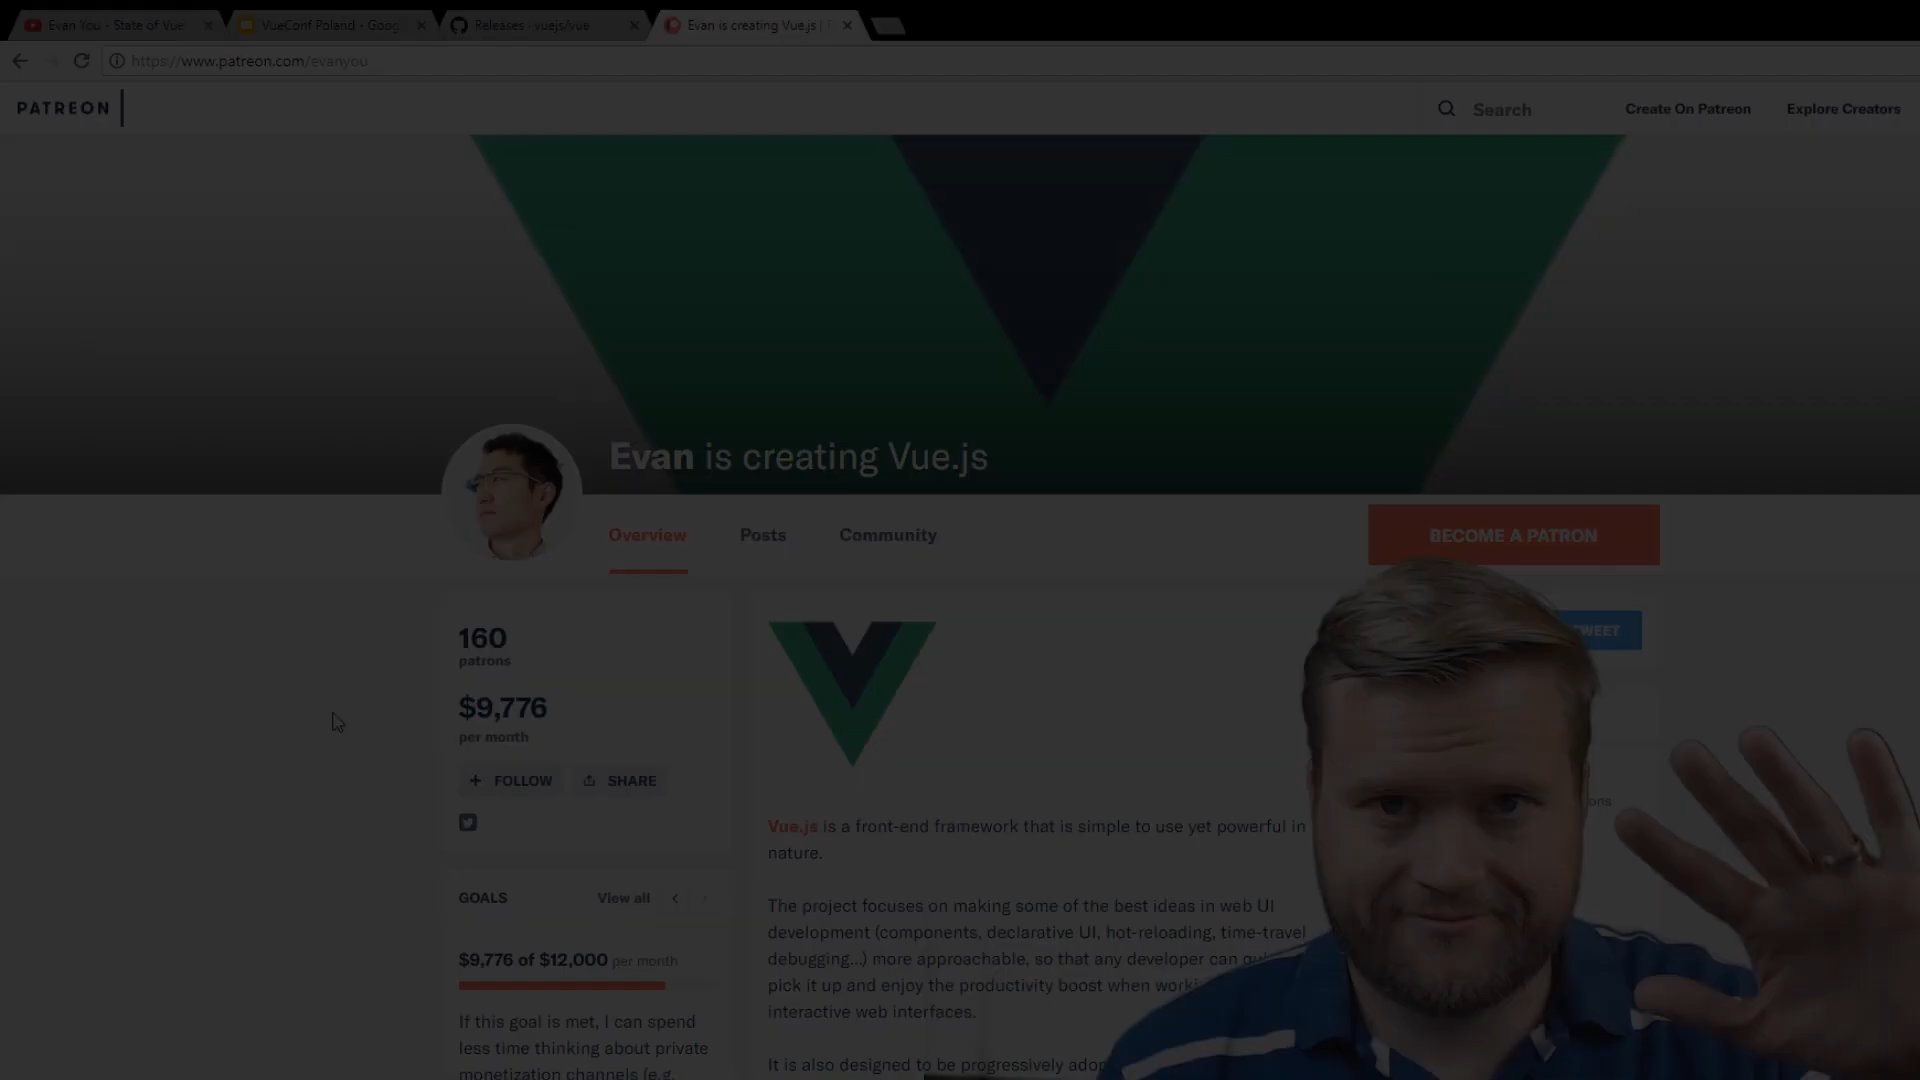 Evan You - State of Vue
VueConf Poland - Goog
Releases · vuejs/vue
Evan is creating Vue.js |
https://www.patreon.com/evanyou
PATREON
Search
Create On Patreon
Explore Creators
Evan is creating Vue.js
Overview
Posts
Community
BECOME A PATRON
160
patrons
TWEET
$9,776
per month
+ FOLLOW
SHARE
Vue.js is a front-end framework that is simple to use yet powerful in
nature.
ons
GOALS
View all
The project focuses on making some of the best ideas in web UI
development (components, declarative UI, hot-reloading, time-travel
debugging...) more approachable, so that any developer can
pick it up and enjoy the productivity boost when
interactive web interfaces.
$9,776 of $12,000 per month
If this goal is met, I can spend
less time thinking about private
monetization channels (e.g.
It is also designed to be progressively